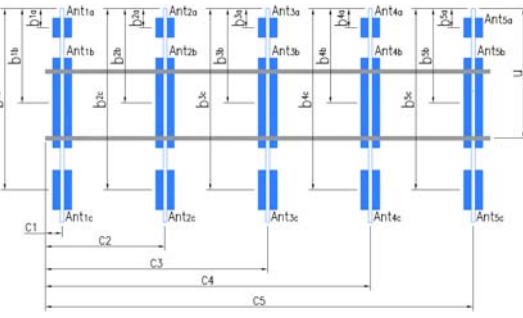 Ant1a Ant2a Ant3a Ant4a Ant5a
b1a b2a b3a b4a b5a
b1b b2b b3b b4b b5b
Ant1b Ant2b Ant3b Ant4b Ant5b
b2c b3c b4c b5c
Ant1c Ant2c Ant3c Ant4c Ant5c
C1
C2
C3
C4
C5